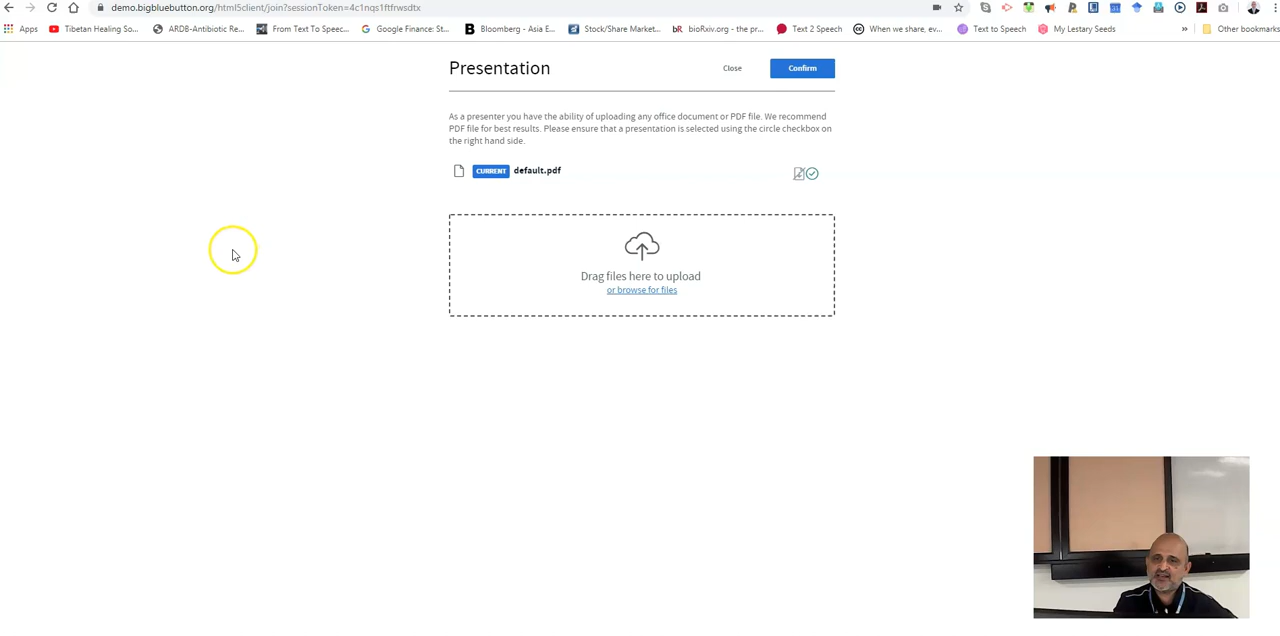 demo.bigbluebutton.org/html5client/join?sessionToken=4c1nqs1ftfrwsdtx
Apps Tibetan Healing So... ARDB-Antibiotic Re... From Text To Speec... Google Finance: St... Bloomberg - Asia E... Stock/Share Market... bR bioRxiv.org - the pr... Text 2 Speech When we share, ev... Text to Speech My Lestary Seeds » Other bookmarks
Presentation Close Confirm
As a presenter you have the ability of uploading any office document or PDF file. We recommend
PDF file for best results. Please ensure that a presentation is selected using the circle checkbox on
the right hand side.
CURRENT default.pdf
Drag files here to upload
or browse for files